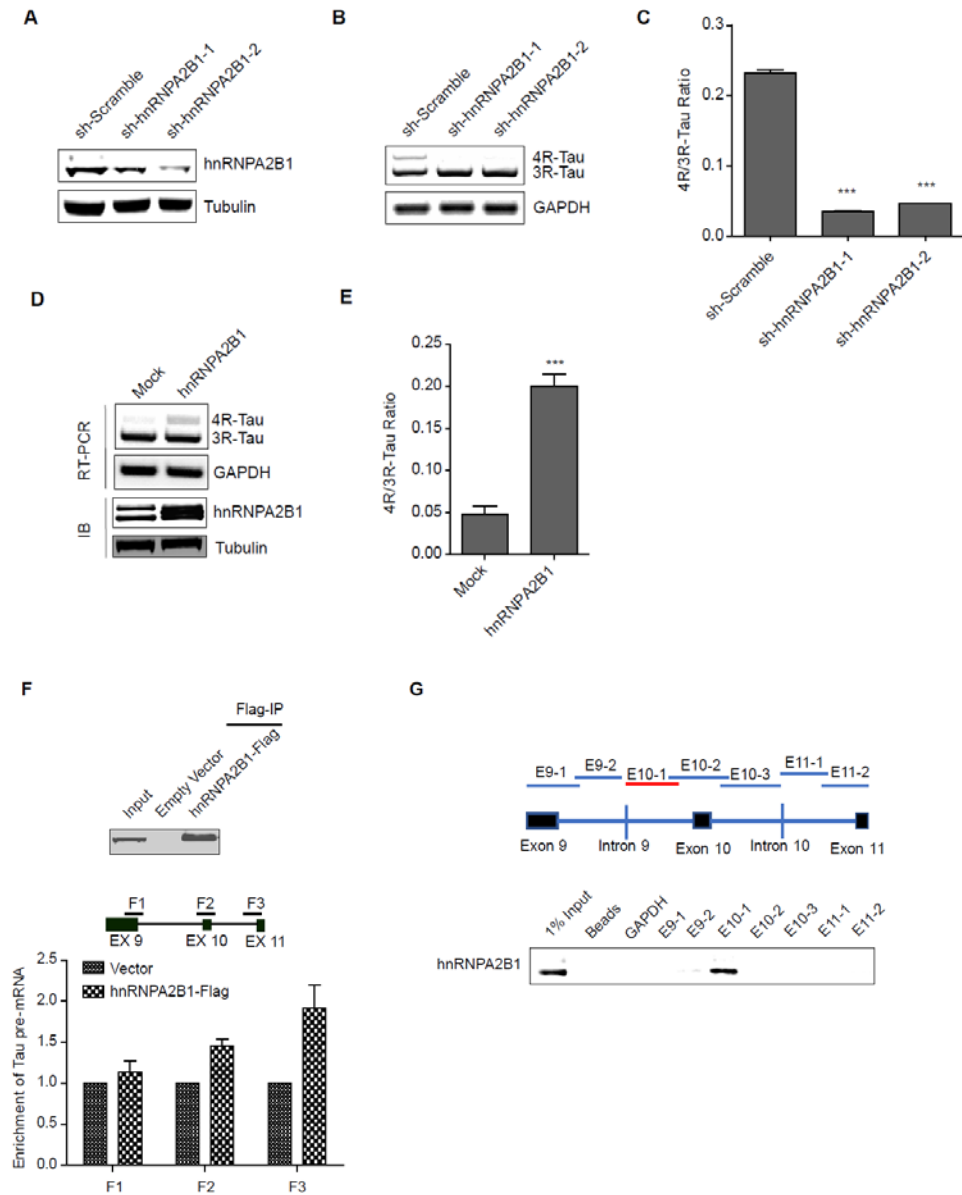 A
sh-Scramble
sh-hnRNPA2B1-1
sh-hnRNPA2B1-2
hnRNPA2B1
Tubulin
B
sh-Scramble
sh-hnRNPA2B1-1
sh-hnRNPA2B1-2
4R-Tau
3R-Tau
GAPDH
C
4R/3R-Tau Ratio
0.3
0.2
0.1
0.0
***
***
sh-Scramble
sh-hnRNPA2B1-1
sh-hnRNPA2B1-2
D
Mock
hnRNPA2B1
RT-PCR
4R-Tau
3R-Tau
GAPDH
IB
hnRNPA2B1
Tubulin
E
4R/3R-Tau Ratio
0.25
0.20
0.15
0.10
0.05
0.00
***
Mock
hnRNPA2B1
F
Flag-IP
Input
Empty Vector
hnRNPA2B1-Flag
F1 F2 F3
EX 9 EX 10 EX 11
Enrichment of Tau pre-mRNA
2.5
2.0
1.5
1.0
0.5
0.0
Vector
hnRNPA2B1-Flag
F1 F2 F3
G
E9-1 E9-2 E10-1 E10-2 E10-3 E11-1 E11-2
Exon 9 Intron 9 Exon 10 Intron 10 Exon 11
1% Input
Beads
GAPDH
E9-1
E9-2
E10-1
E10-2
E10-3
E11-1
E11-2
hnRNPA2B1